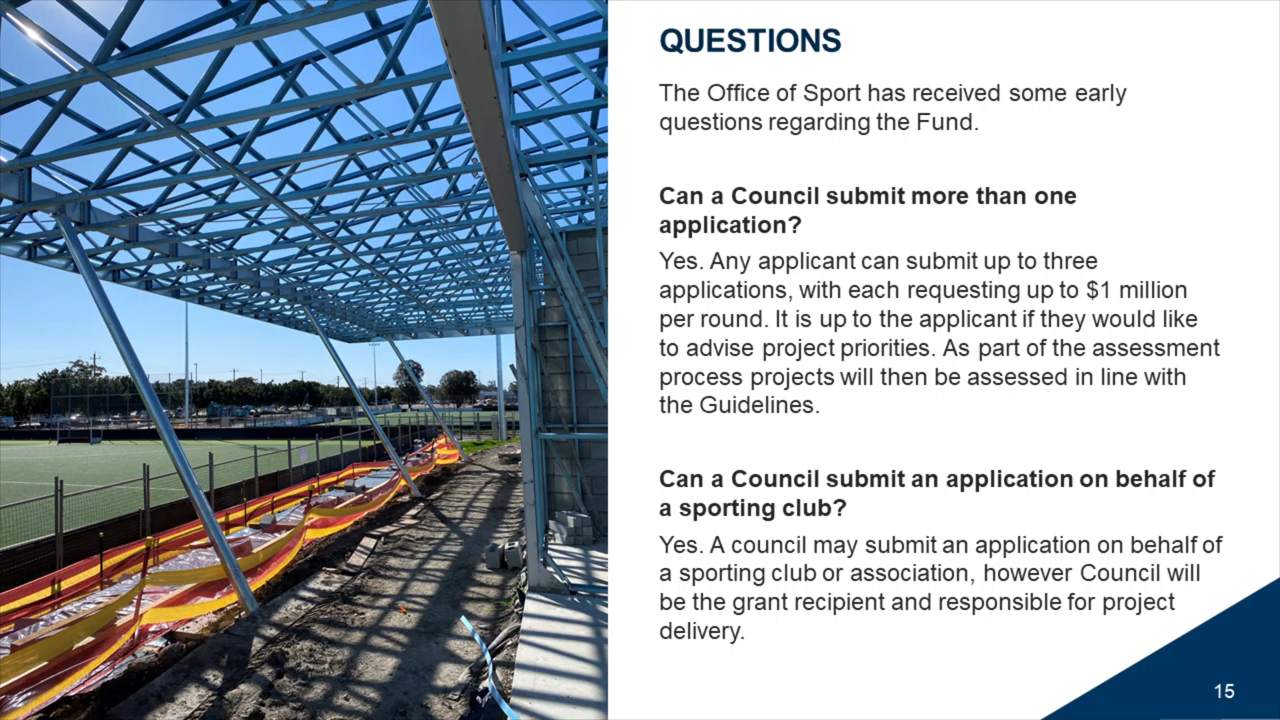 QUESTIONS
The Office of Sport has received some early
questions regarding the Fund.
Can a Council submit more than one
application?
Yes. Any applicant can submit up to three
applications, with each requesting up to $1 million
per round. It is up to the applicant if they would like
to advise project priorities. As part of the assessment
process projects will then be assessed in line with
the Guidelines.
Can a Council submit an application on behalf of
a sporting club?
Yes. A council may submit an application on behalf of
a sporting club or association, however Council will
be the grant recipient and responsible for project
delivery.
15